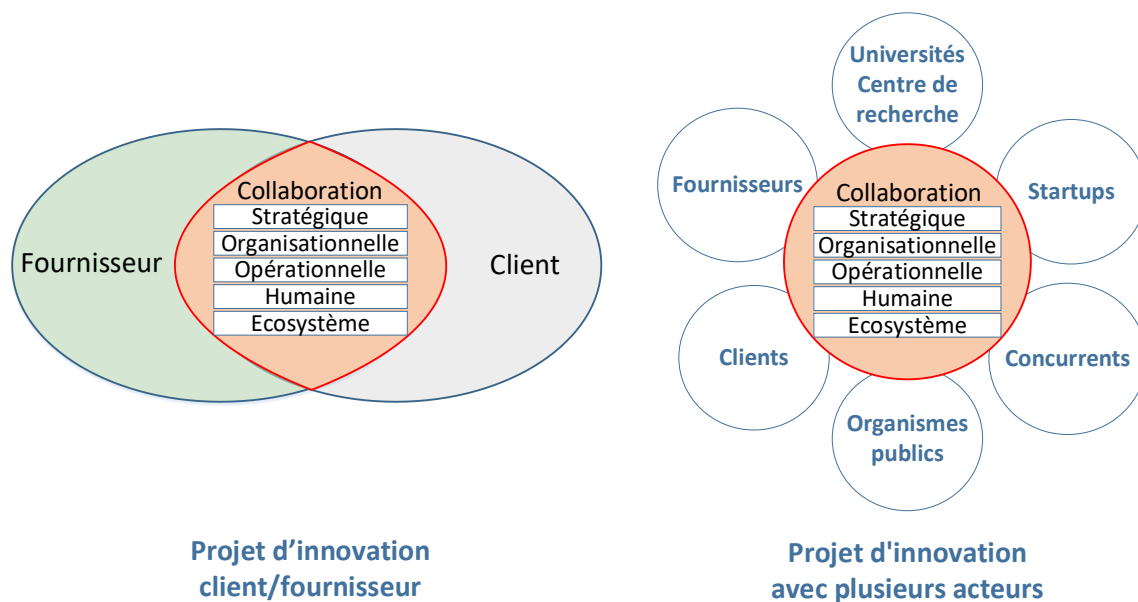 Fournisseur
Collaboration
Stratégique
Organisationnelle
Opérationnelle
Humaine
Ecosystème
Client
Projet d’innovation
client/fournisseur
Universités
Centre de
recherche
Fournisseurs
Startups
Collaboration
Stratégique
Organisationnelle
Opérationnelle
Humaine
Ecosystème
Clients
Concurrents
Organismes
publics
Projet d'innovation
avec plusieurs acteurs